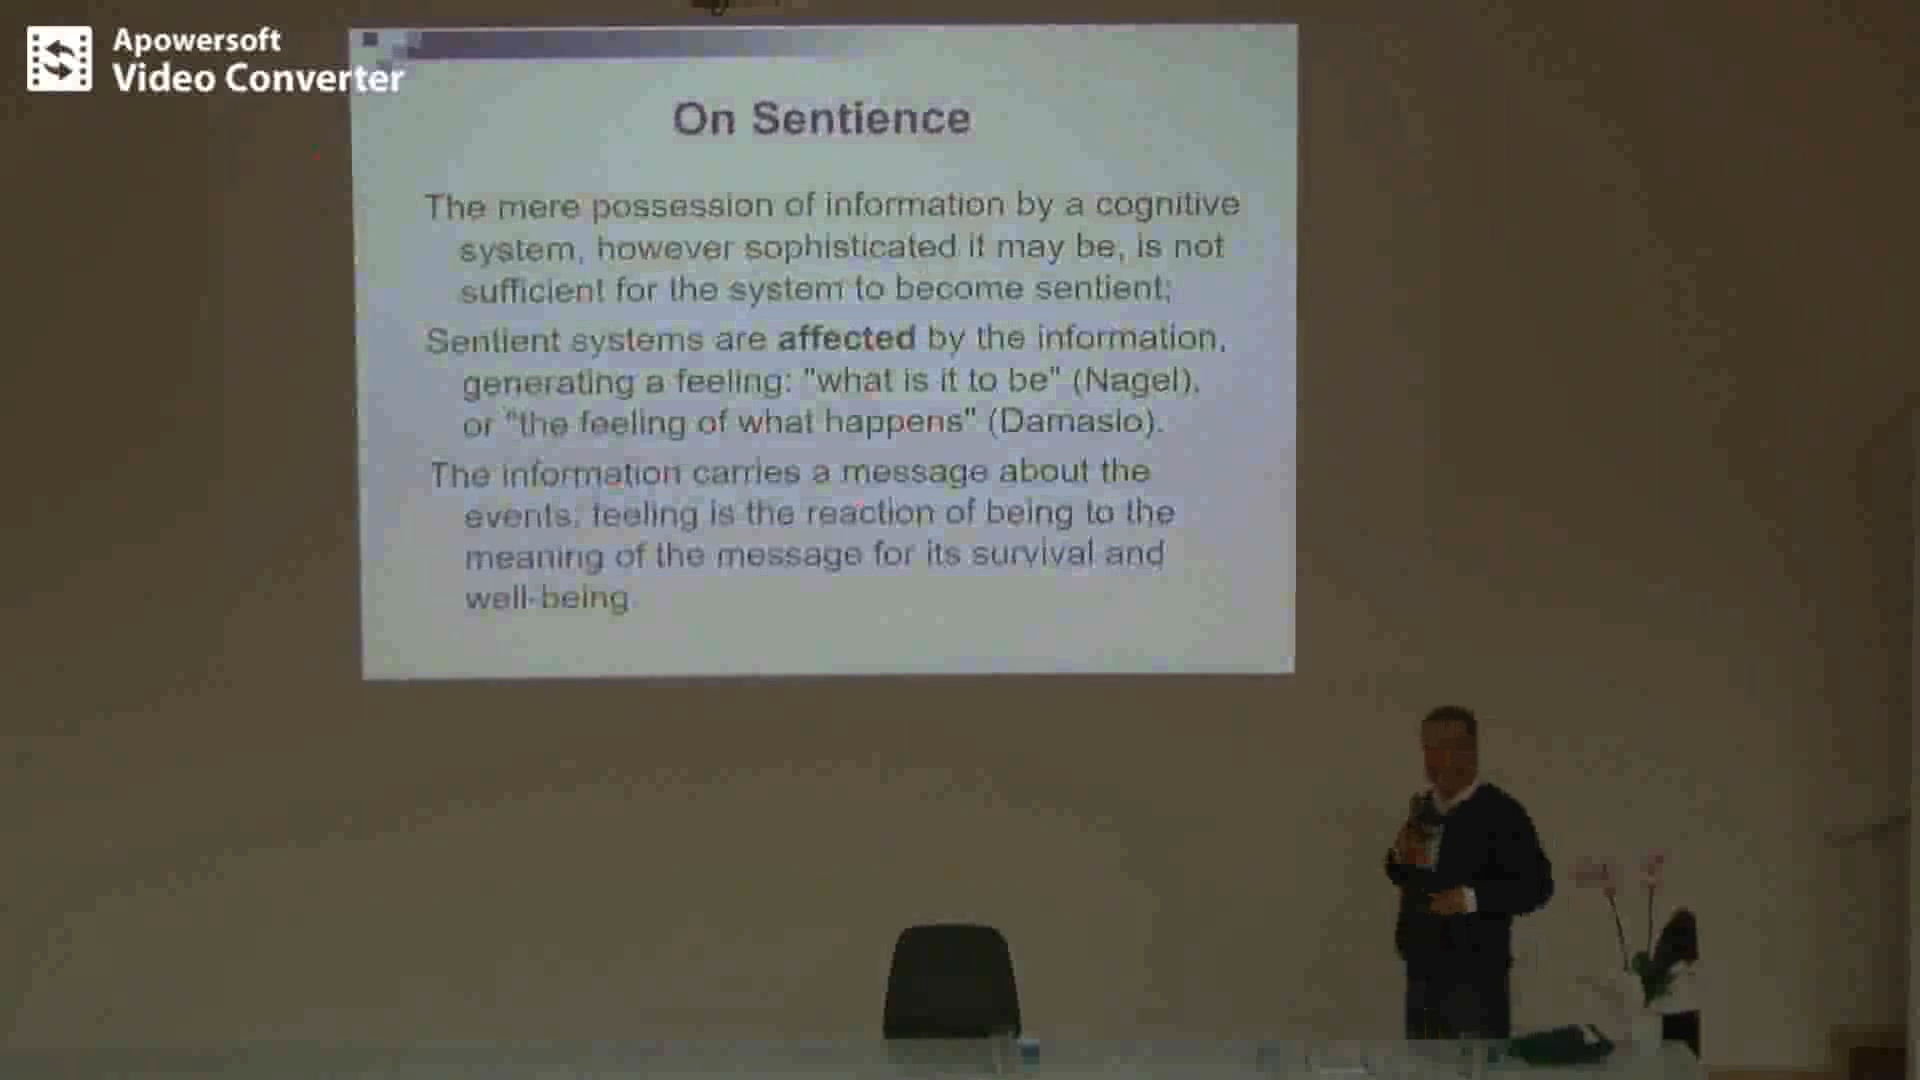 Apowersoft
Video Converter
On Sentience
The mere possession of information by a cognitive
system, however sophisticated it may be, is not
sufficient for the system to become sentient;
Sentient systems are affected by the information,
generating a feeling: "what is it to be" (Nagel),
or "the feeling of what happens" (Damasio).
The information carries a message about the
events; feeling is the reaction of being to the
meaning of the message for its survival and
well-being.